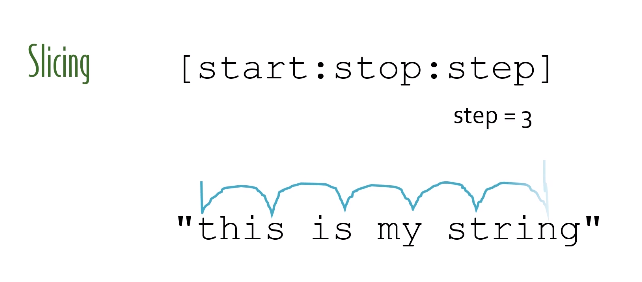 Slicing
[start:stop:step]
step = 3
"this is my string"